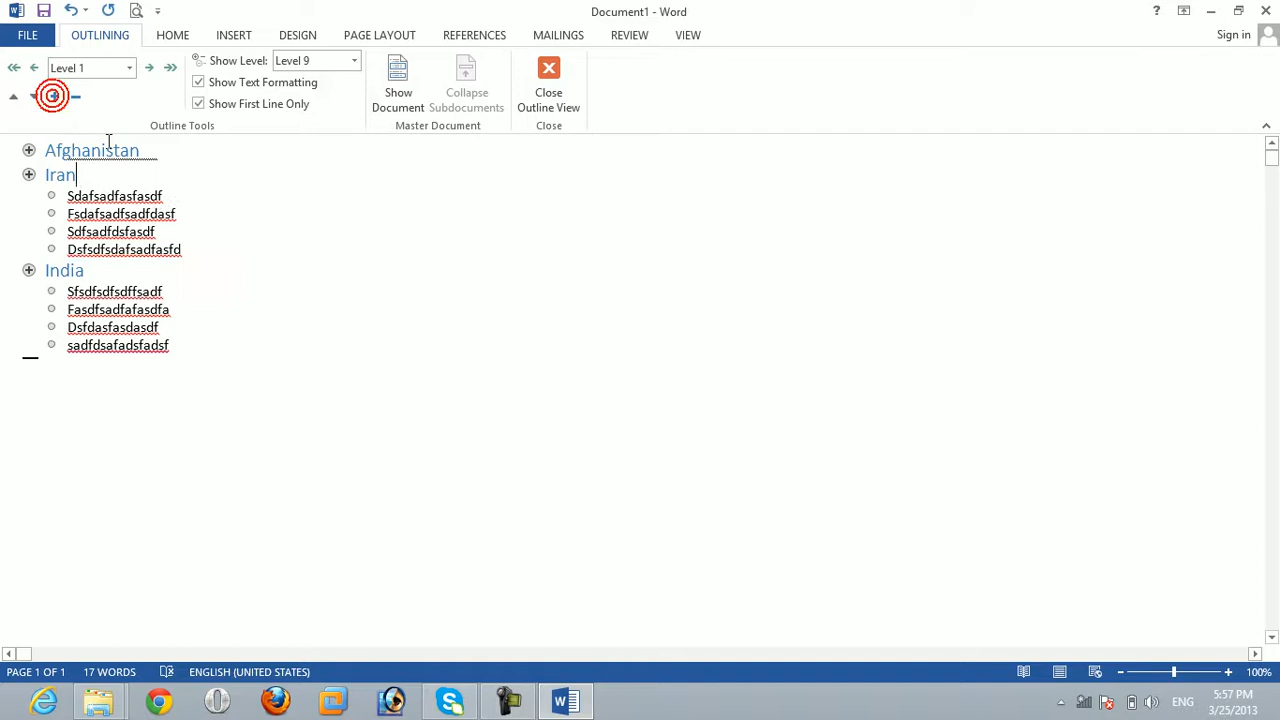 Document1 - Word
?
FILE OUTLINING HOME INSERT DESIGN PAGE LAYOUT REFERENCES MAILINGS REVIEW VIEW Sign in
Level 1
Show Level: Level 9
Show Text Formatting
Show First Line Only
Outline Tools
Show Document
Collapse Subdocuments
Master Document
Close Outline View
Close
Afghanistan
Iran
Sdafsadfasfasdf
Fsdafsadfsadfdasf
Sdfsadfdsfasdf
Dsfsdfsdafsadfasfd
India
Sfsdfsdfsdffsadf
Fasdfsadfafasdfa
Dsfdasfasdasdf
sadfdsafadsfadsf
PAGE 1 OF 1 17 WORDS ENGLISH (UNITED STATES) 100%
ENG
5:57 PM
3/25/2013